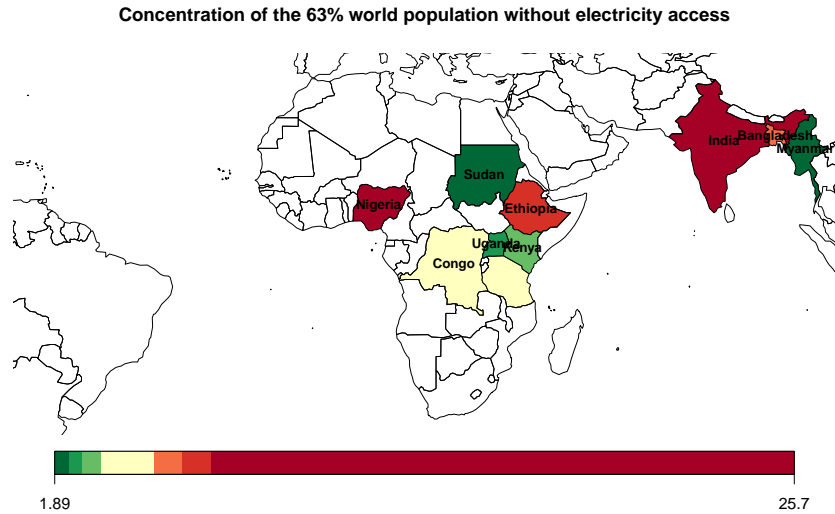 Concentration of the 63% world population without electricity access
India
Bangladesh
Myanmar
Sudan
Nigeria
Ethiopia
Uganda
Kenya
Congo
1.89
25.7